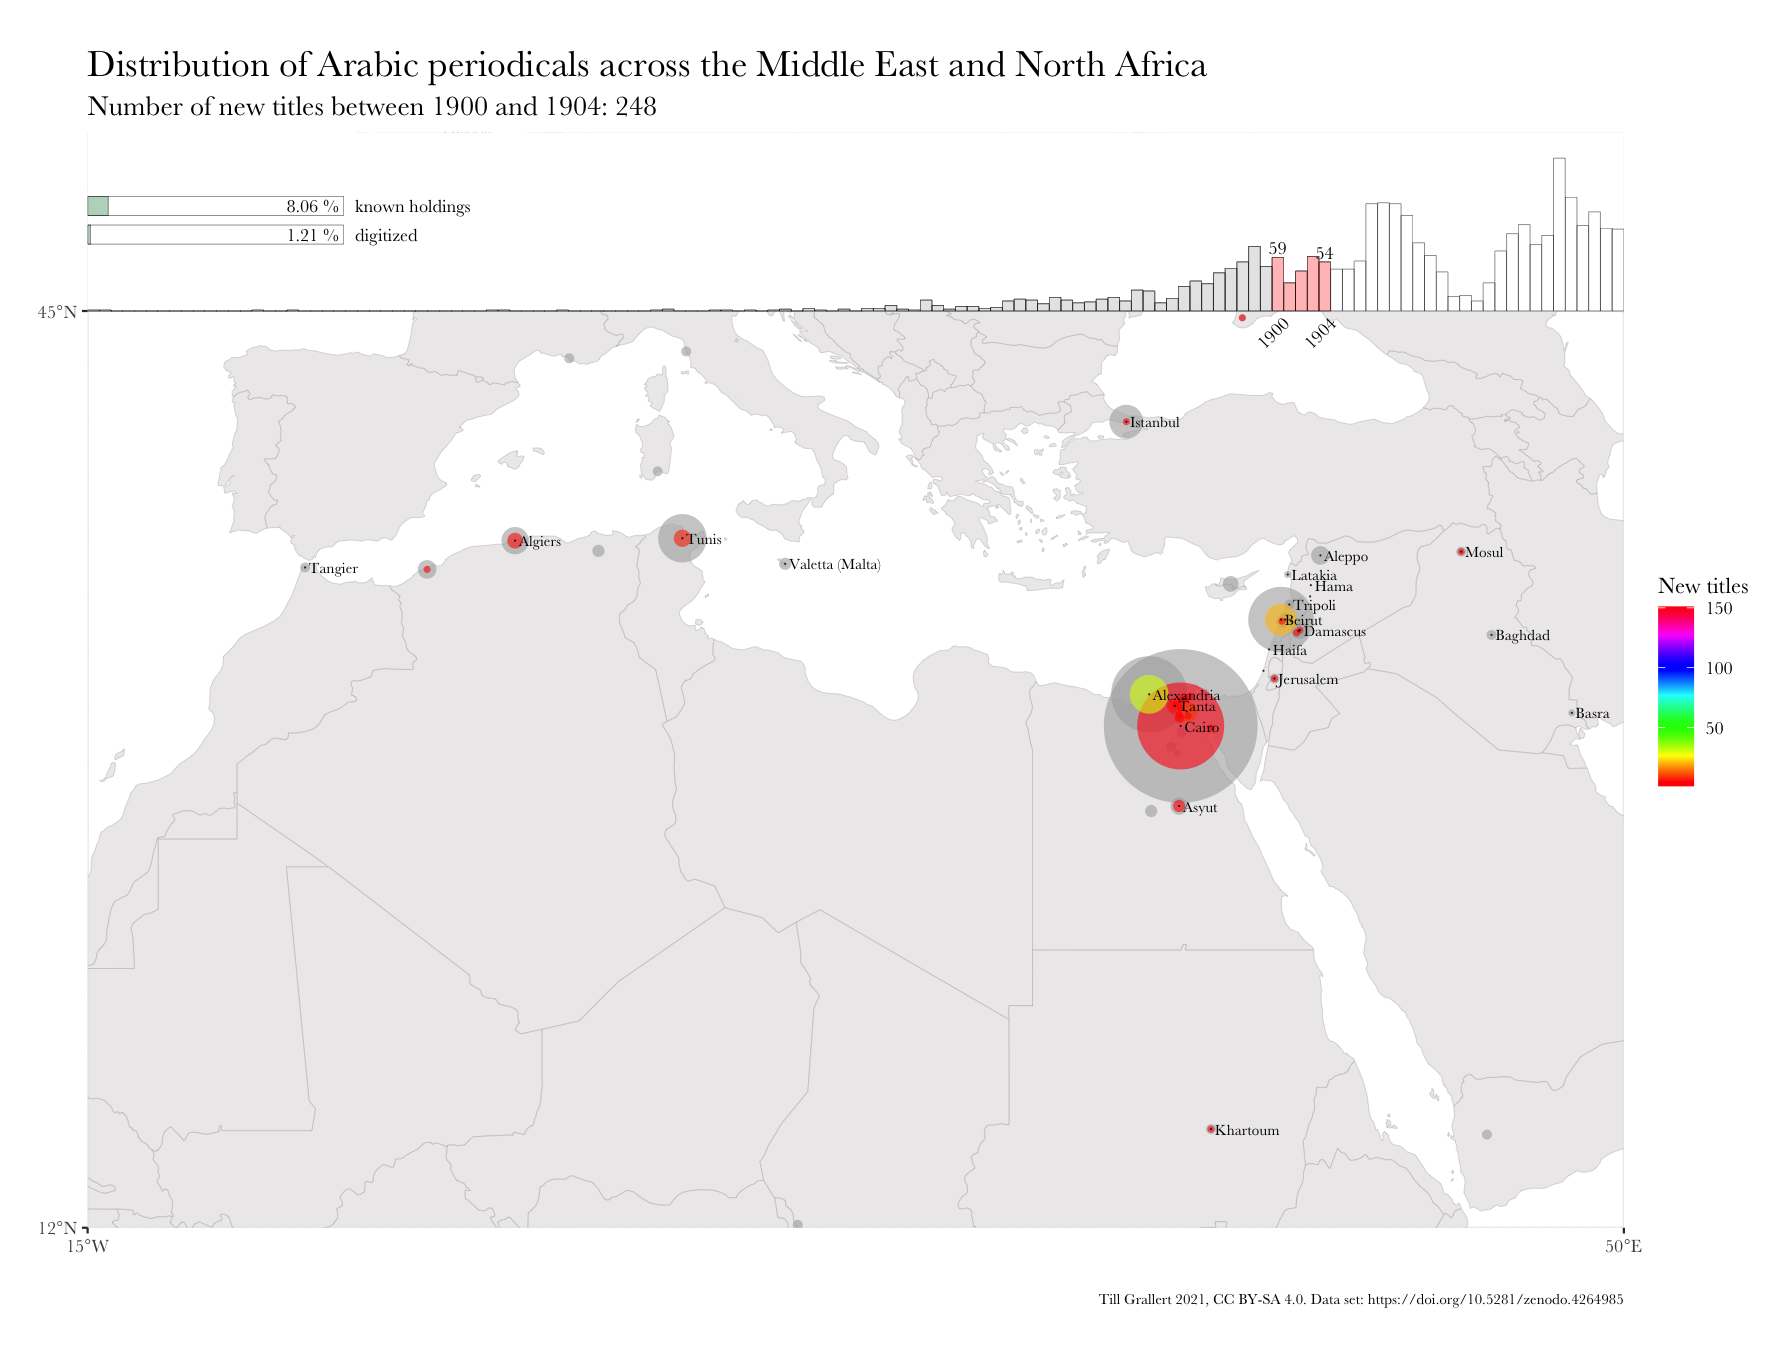 Distribution of Arabic periodicals across the Middle East and North Africa
Number of new titles between 1900 and 1904: 248
8.06 % known holdings
1.21 % digitized
59
54
45°N
1900
1904
Istanbul
Algiers
Tunis
Mosul
Aleppo
Valetta (Malta)
Tangier
Latakia
Hama
Tripoli
Beirut
Damascus
Baghdad
Haifa
Jerusalem
Alexandria
Tanta
Basra
Cairo
Asyut
Khartoum
New titles
150
100
50
12°N
15°W
50°E
Till Grallert 2021, CC BY-SA 4.0. Data set: https://doi.org/10.5281/zenodo.4264985